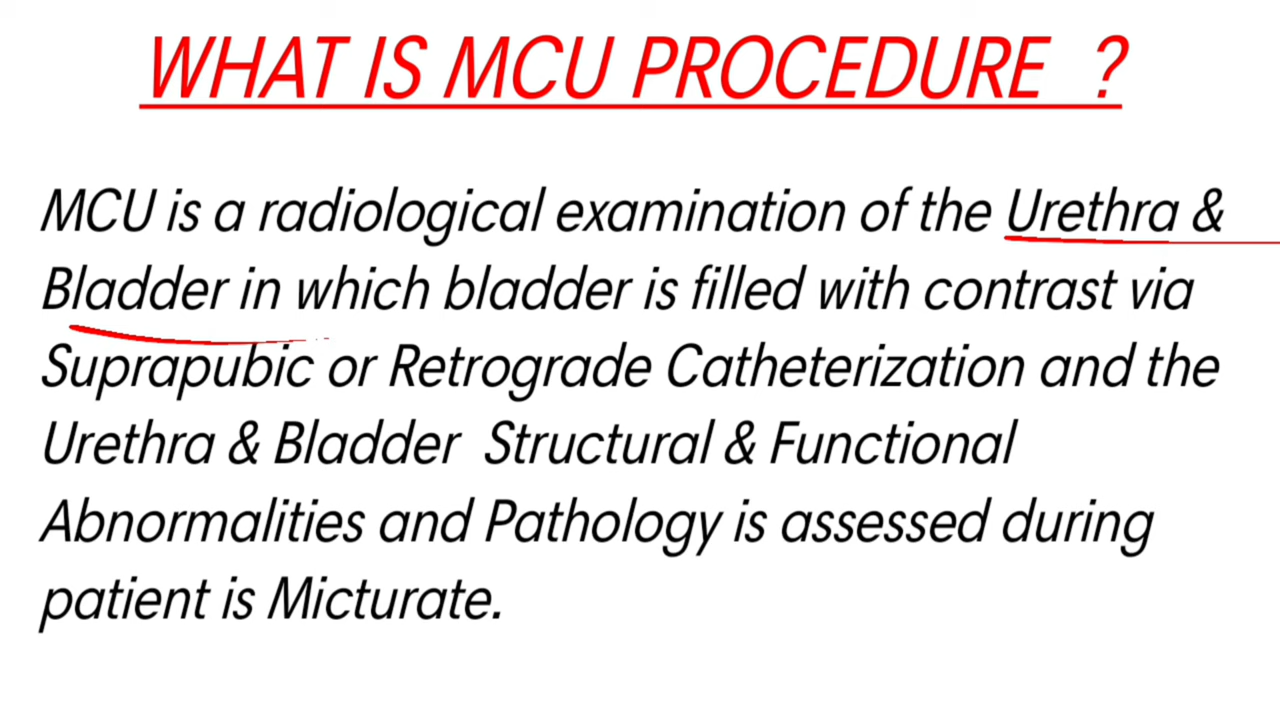 WHAT IS MCU PROCEDURE ?
MCU is a radiological examination of the Urethra &
Bladder in which bladder is filled with contrast via
Suprapubic or Retrograde Catheterization and the
Urethra & Bladder Structural & Functional
Abnormalities and Pathology is assessed during
patient is Micturate.